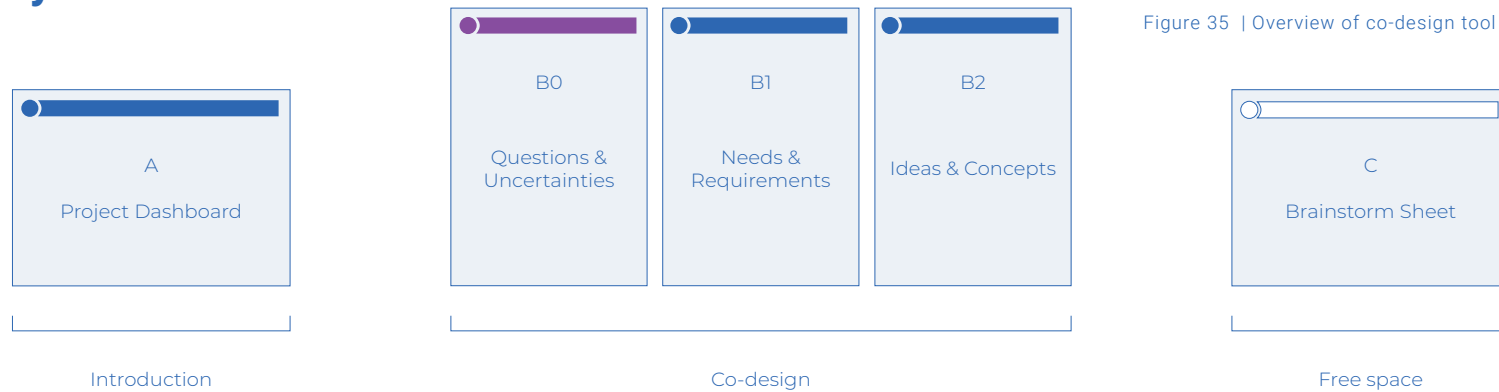 Figure 35 | Overview of co-design tool
A
Project Dashboard
Introduction
B0
Questions &
Uncertainties
B1
Needs &
Requirements
B2
Ideas & Concepts
Co-design
C
Brainstorm Sheet
Free space